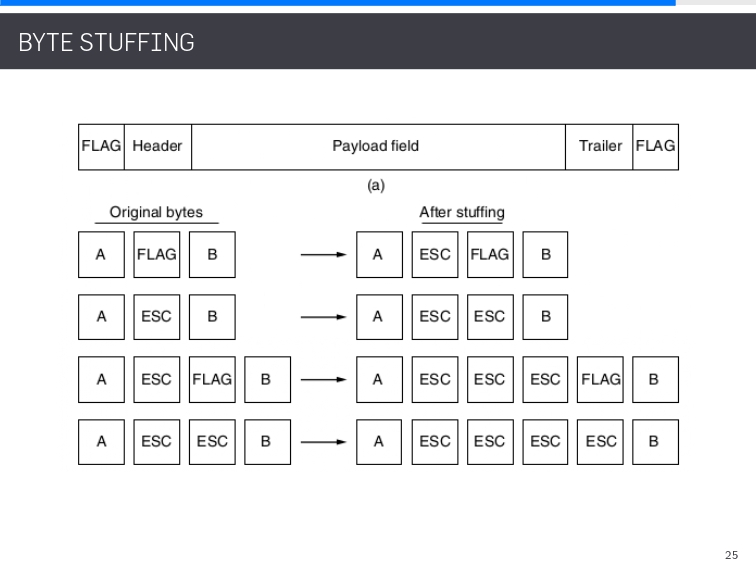 BYTE STUFFING
FLAG Header Payload field Trailer FLAG
(a)
Original bytes After stuffing
A FLAG B A ESC FLAG B
A ESC B A ESC ESC B
A ESC FLAG B A ESC ESC ESC FLAG B
A ESC ESC B A ESC ESC ESC ESC B
25